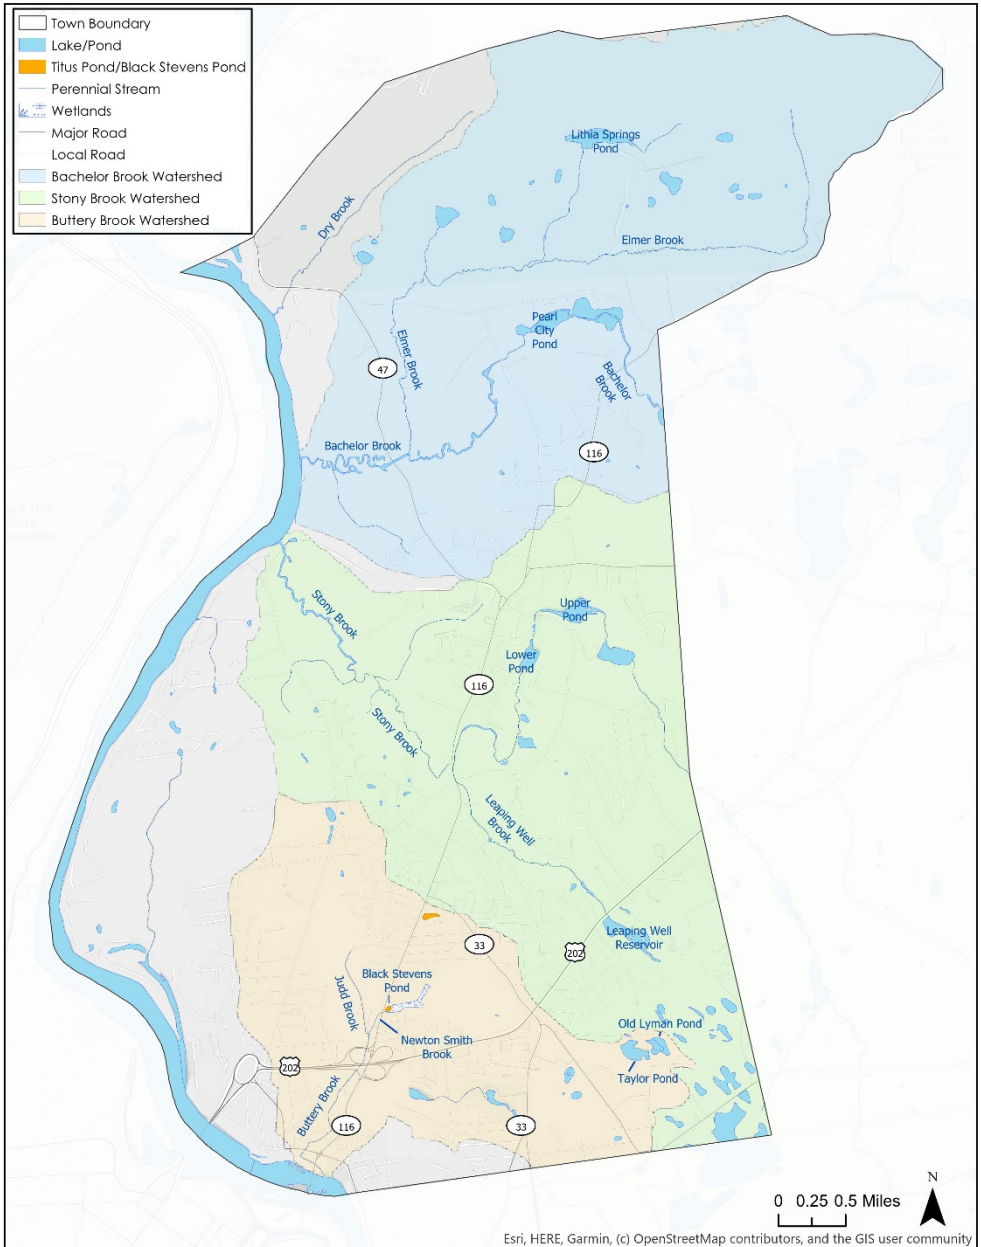 Town Boundary
Lake/Pond
Titus Pond/Black Stevens Pond
Perennial Stream
Wetlands
Major Road
Local Road
Bachelor Brook Watershed
Stony Brook Watershed
Buttery Brook Watershed
Skinner
State Park
Lithia Springs
Pond
Dry Brook
Elmer Brook
Pearl
City
Pond
Elmer Brook
47
Bachelor
Brook
Bachelor Brook
116
Stony Brook
Upper
Pond
Lower
Pond
116
Stony Brook
Leaping Well
Brook
Leaping Well
Reservoir
33
202
Black Stevens
Pond
Judd Brook
Newton Smith
Brook
Old Lyman Pond
Taylor Pond
202
Buttery Brook
116
33
N
0 0.25 0.5 Miles
Esri, HERE, Garmin, (c) OpenStreetMap contributors, and the GIS user community